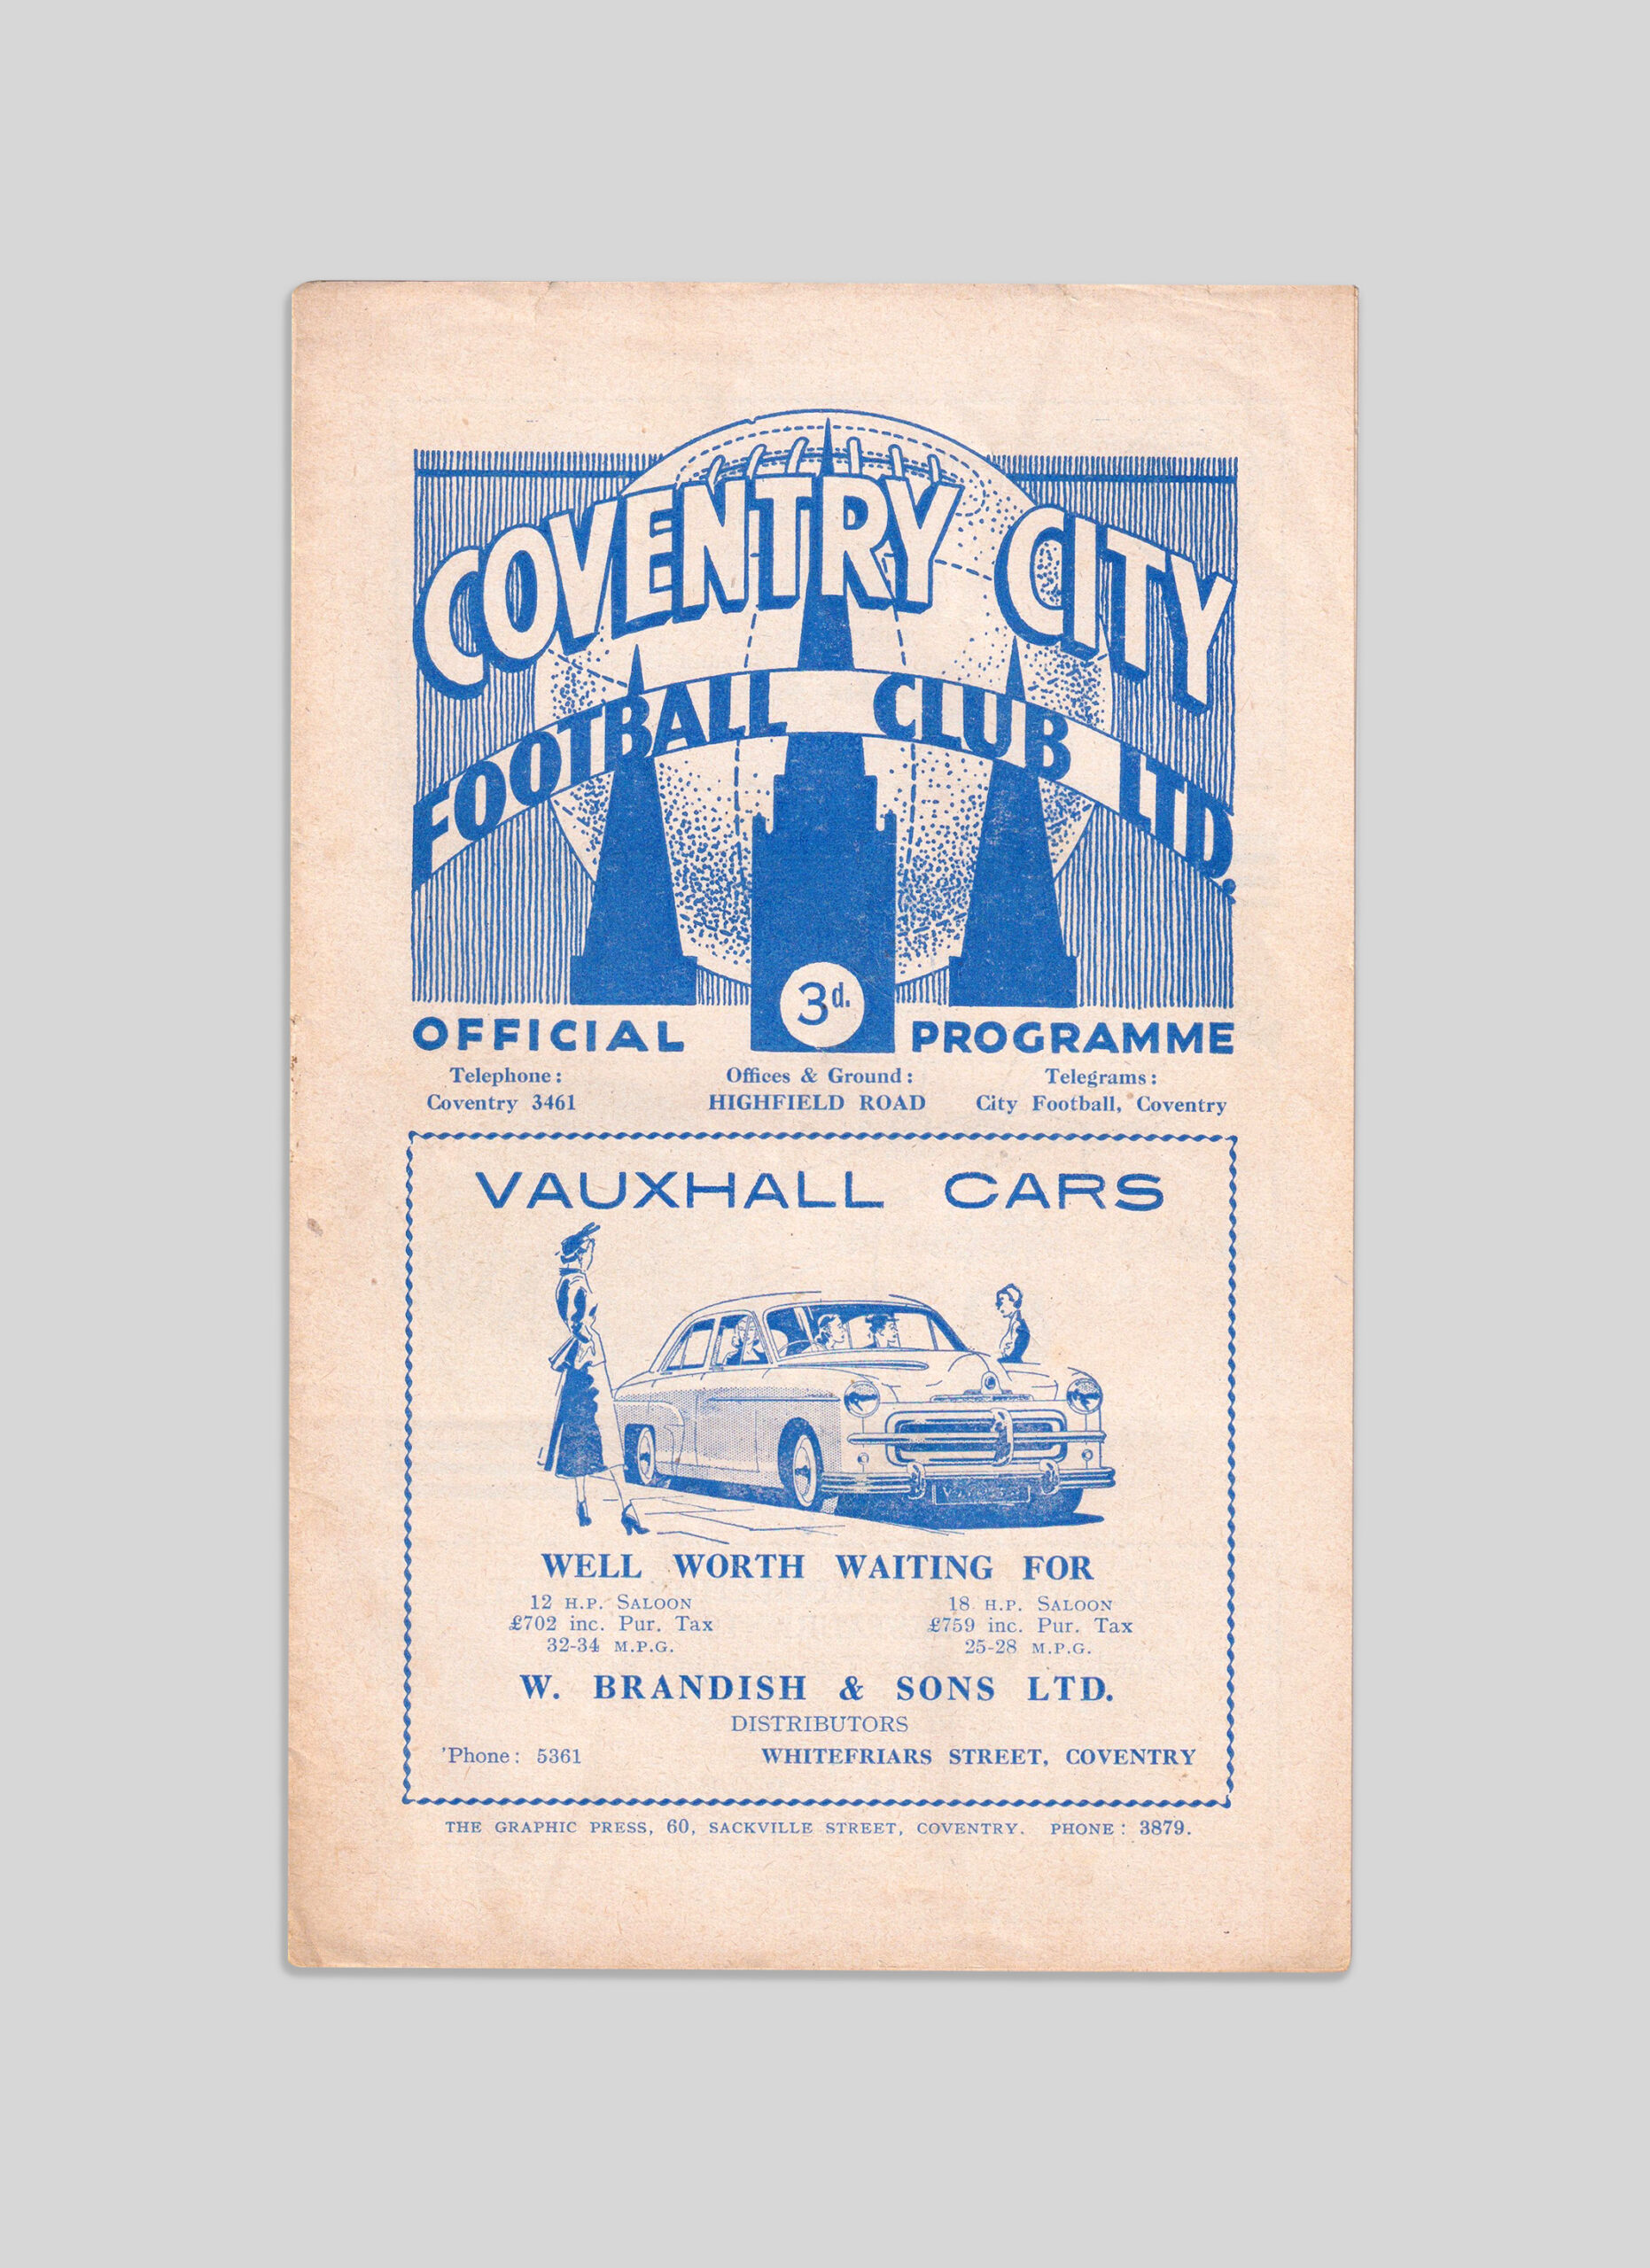 COVENTRY CITY
FOOTBALL CLUB LTD.
3d.
OFFICIAL PROGRAMME
Telephone: Offices & Ground: Telegrams:
Coventry 3461 HIGHFIELD ROAD City Football, Coventry
VAUXHALL CARS
VAUXHALL
WELL WORTH WAITING FOR
12 H.P. SALOON 18 H.P. SALOON
£702 inc. Pur. Tax £759 inc. Pur. Tax
32-34 M.P.G. 25-28 M.P.G.
W. BRANDISH & SONS LTD.
DISTRIBUTORS
'Phone: 5361 WHITEFRIARS STREET, COVENTRY
THE GRAPHIC PRESS, 60, SACKVILLE STREET, COVENTRY. PHONE: 3879.